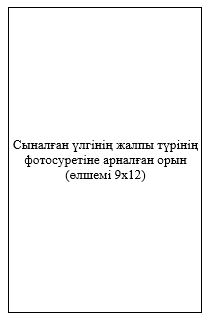 Сыналған үлгінің жалпы түрінің
фотосуретіне арналған орын
(өлшемі 9х12)